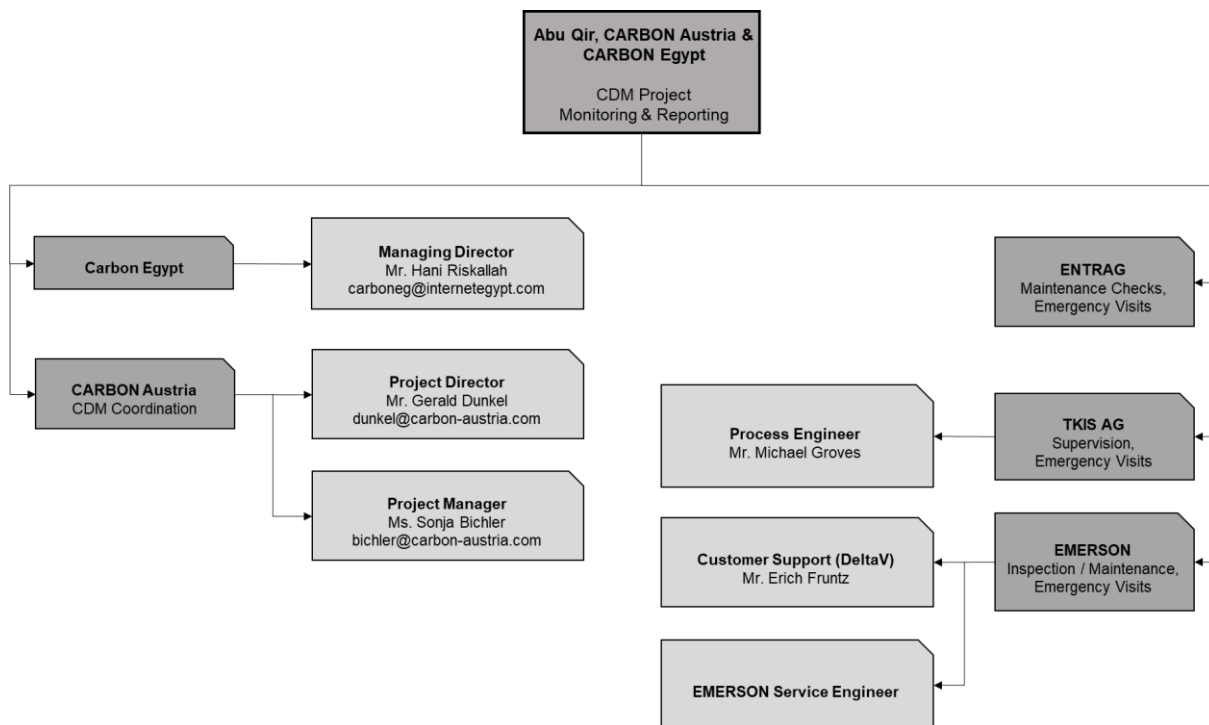 Abu Qir, CARBON Austria &
CARBON Egypt
CDM Project
Monitoring & Reporting
Carbon Egypt
Managing Director
Mr. Hani Riskallah
carboneg@internetegypt.com
ENTRAG
Maintenance Checks,
Emergency Visits
CARBON Austria
CDM Coordination
Project Director
Mr. Gerald Dunkel
dunkel@carbon-austria.com
Process Engineer
Mr. Michael Groves
TKIS AG
Supervision,
Emergency Visits
Project Manager
Ms. Sonja Bichler
bichler@carbon-austria.com
Customer Support (DeltaV)
Mr. Erich Fruntz
EMERSON
Inspection / Maintenance,
Emergency Visits
EMERSON Service Engineer